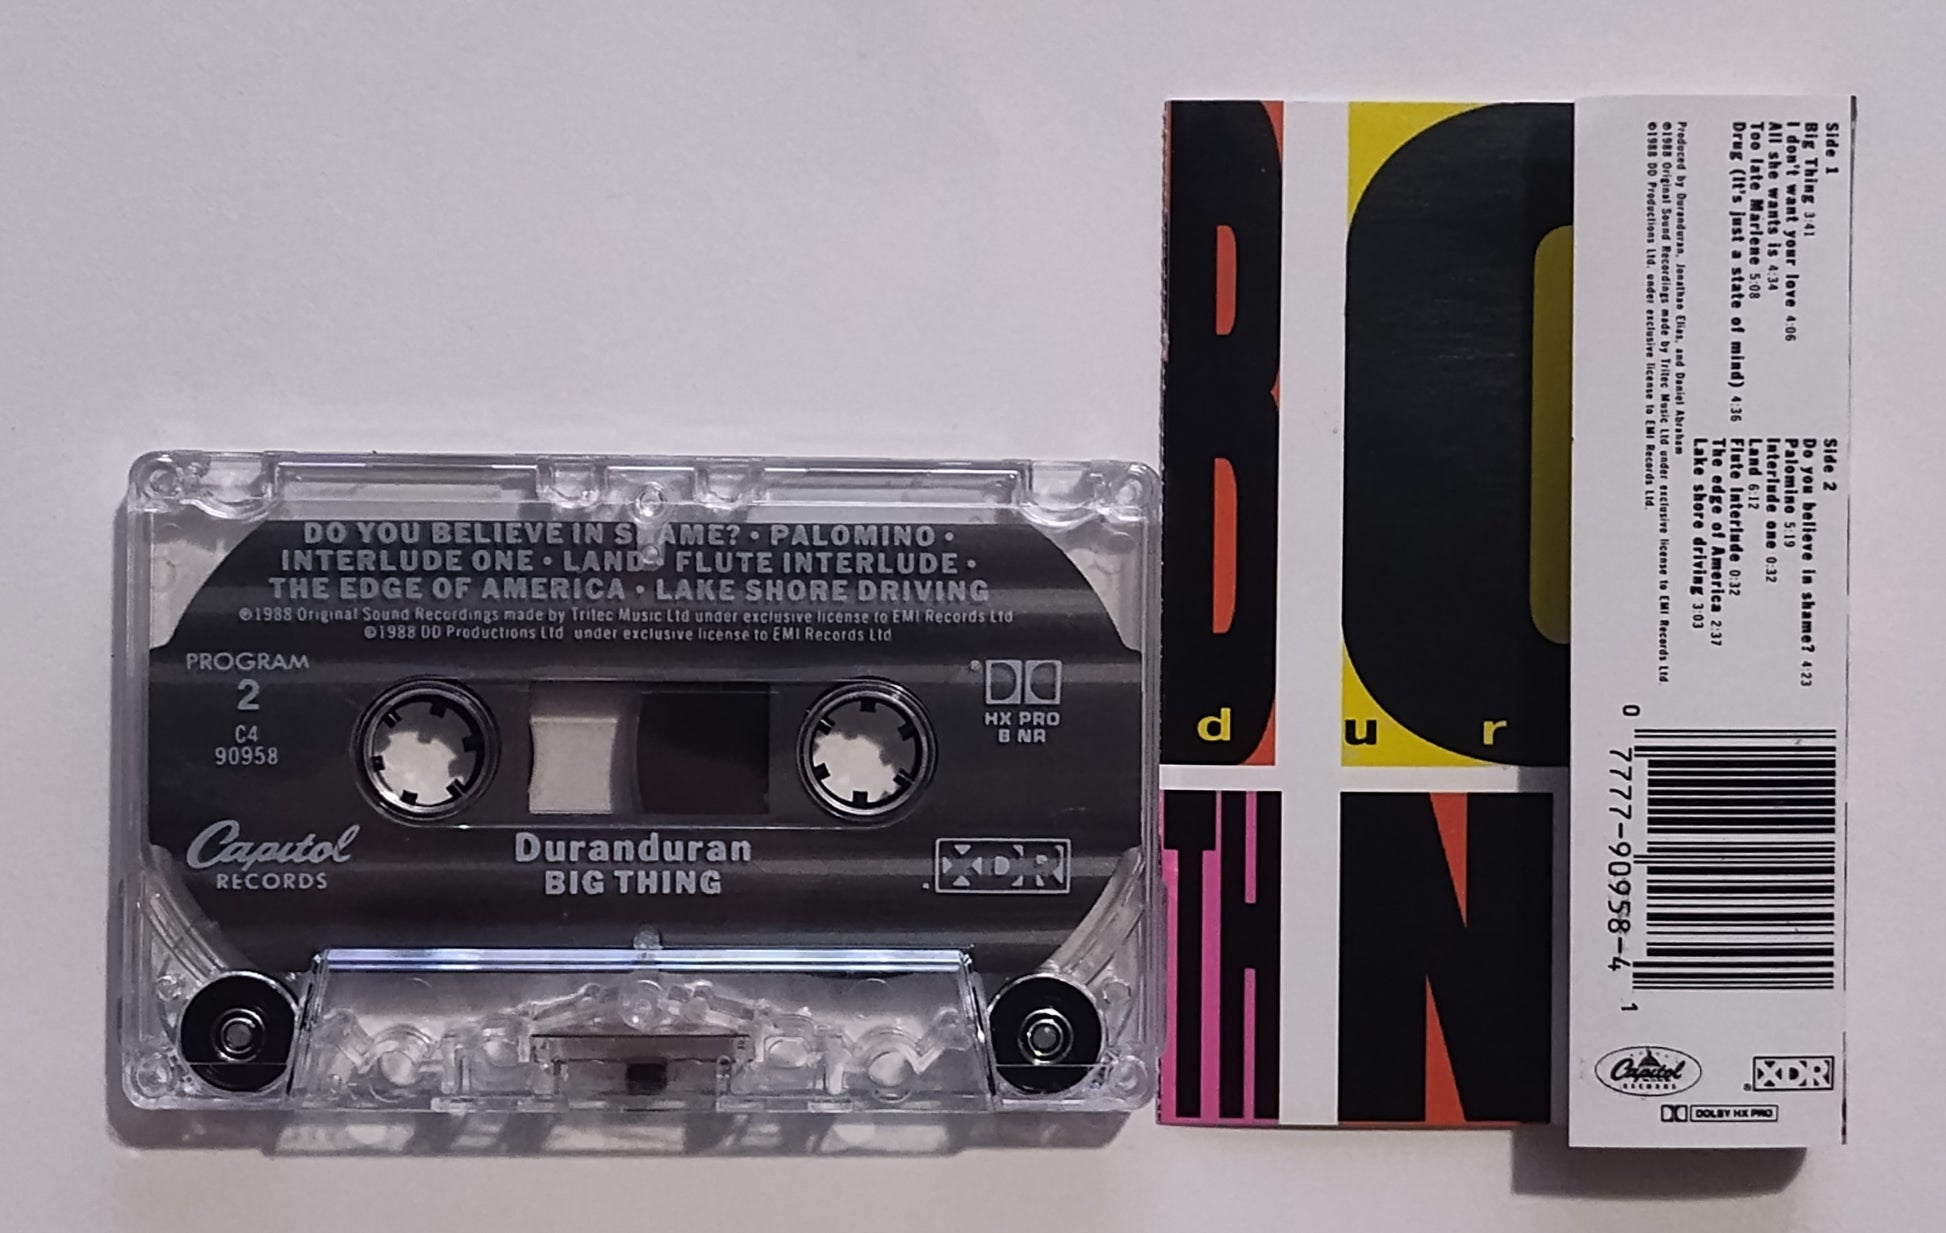 DO YOU BELIEVE IN SHAME? • PALOMINO •
INTERLUDE ONE • LAND • FLUTE INTERLUDE •
THE EDGE OF AMERICA • LAKE SHORE DRIVING
℗1988 Original Sound Recordings made by Tritec Music Ltd under exclusive license to EMI Records Ltd
©1988 DD Productions Ltd under exclusive license to EMI Records Ltd
PROGRAM
2
C4
90958
®
HX PRO
B NR
Capitol
RECORDS
Duranduran
BIG THING
XDR
B
d
u r
TH
N
Side 1
Big Thing 3:41
I don't want your love 4:06
All she wants is 4:34
Too late Marlene 5:08
Drug (It's just a state of mind) 4:36
Side 2
Do you believe in shame? 4:23
Palomino 5:19
Interlude one 0:32
Land 6:12
Flute Interlude 0:32
The edge of America 2:37
Lake shore driving 3:03
Produced by Duranduran, Jonathan Elias, and Daniel Abraham
℗1988 Original Sound Recordings made by Tritec Music Ltd under exclusive license to EMI Records Ltd.
©1988 DD Productions Ltd. under exclusive license to EMI Records Ltd.
0 7777-90958-4 1
Capitol
RECORDS
XDR
®
DOLBY HX PRO